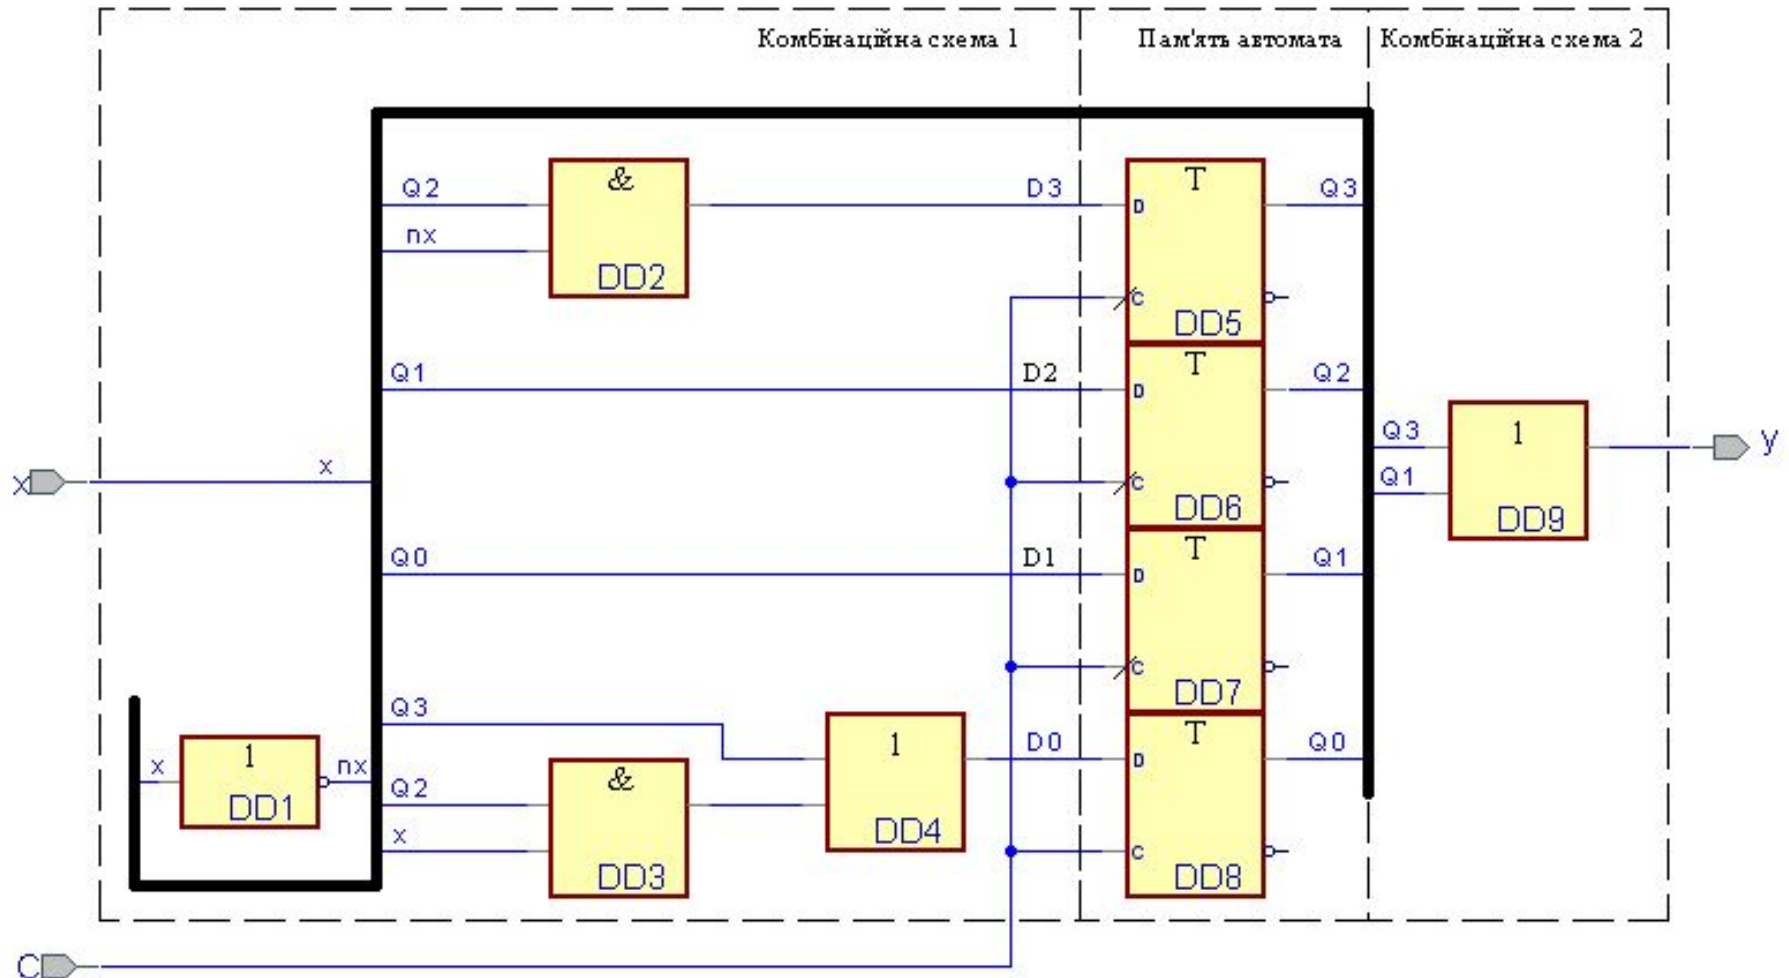 Комбінаційна схема 1
Пам'ять автомата
Комбінаційна схема 2
Q2
nx
&
DD2
D3
D
C
T
DD5
Q3
Q1
D2
D
C
T
DD6
Q2
x
x
Q0
D1
D
C
T
DD7
Q1
Q3
Q1
1
DD9
y
x
1
DD1
nx
Q3
Q2
x
&
DD3
1
DD4
D0
D
C
T
DD8
Q0
C